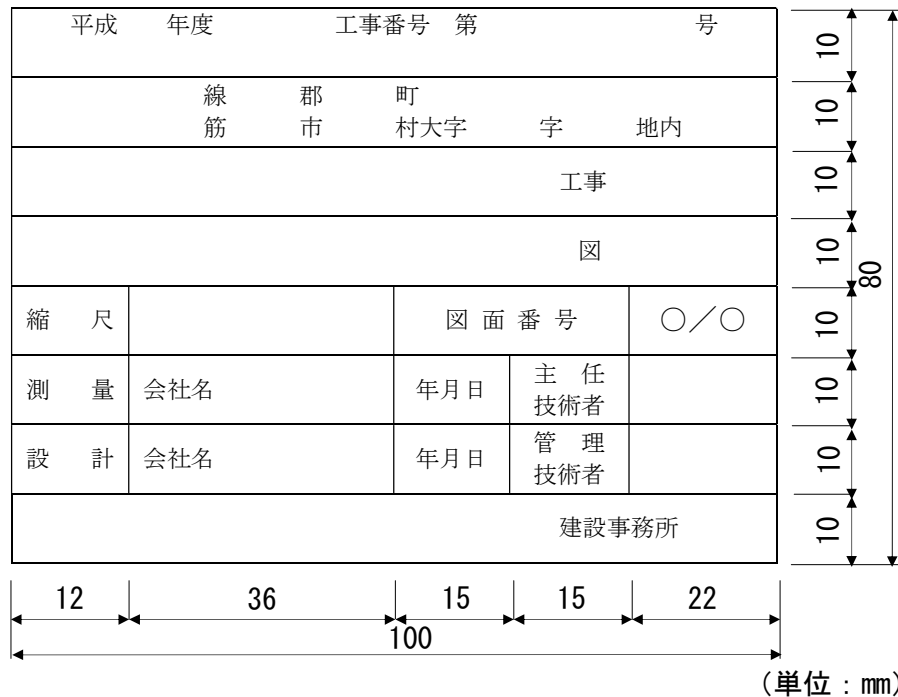 平成 年度 工事番号 第 号
線 郡 町
筋 市 村大字 字 地内
工事
図
縮 尺 図 面 番 号 ○／○
測 量 会社名 年月日 主 任 技術者
設 計 会社名 年月日 管 理 技術者
建設事務所
10
10
10
10
10
10
10
10
80
12 36 15 15 22
100
(単位：㎜)